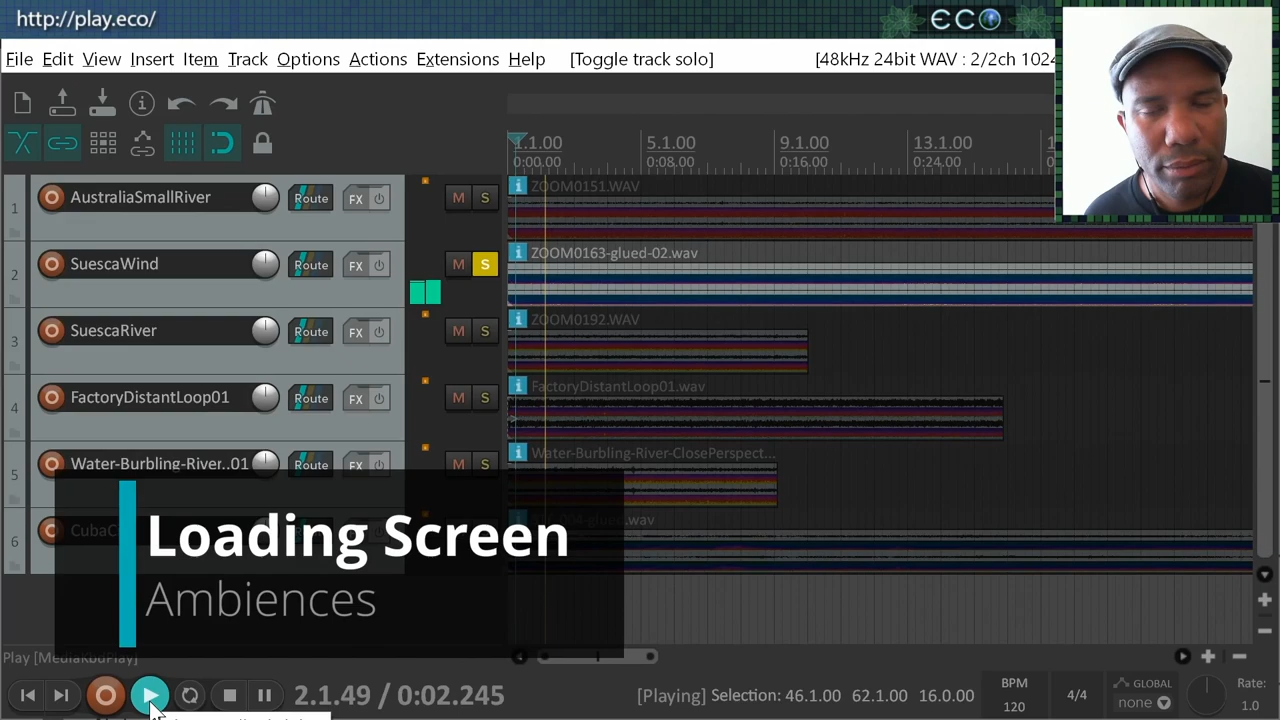 http://play.eco/
ECO
File Edit View Insert Item Track Options Actions Extensions Help [Toggle track solo] [48kHz 24bit WAV : 2/2ch 1024
1.1.00 5.1.00 9.1.00 13.1.00
0:00.00 0:08.00 0:16.00 0:24.00
1 AustraliaSmallRiver Route FX M S ZOOM0151.WAV
2 SuescaWind Route FX M S ZOOM0163-glued-02.wav
3 SuescaRiver Route FX M S ZOOM0192.WAV
4 FactoryDistantLoop01 Route FX M S FactoryDistantLoop01.wav
5 Water-Burbling-River..01 Route FX M S Water-Burbling-River-ClosePerspect...
6
Loading Screen
Ambiences
Play [MediaKbdPlay]
2.1.49 / 0:02.245 [Playing] Selection: 46.1.00 62.1.00 16.0.00
BPM
120
4/4
GLOBAL
none
Rate:
1.0